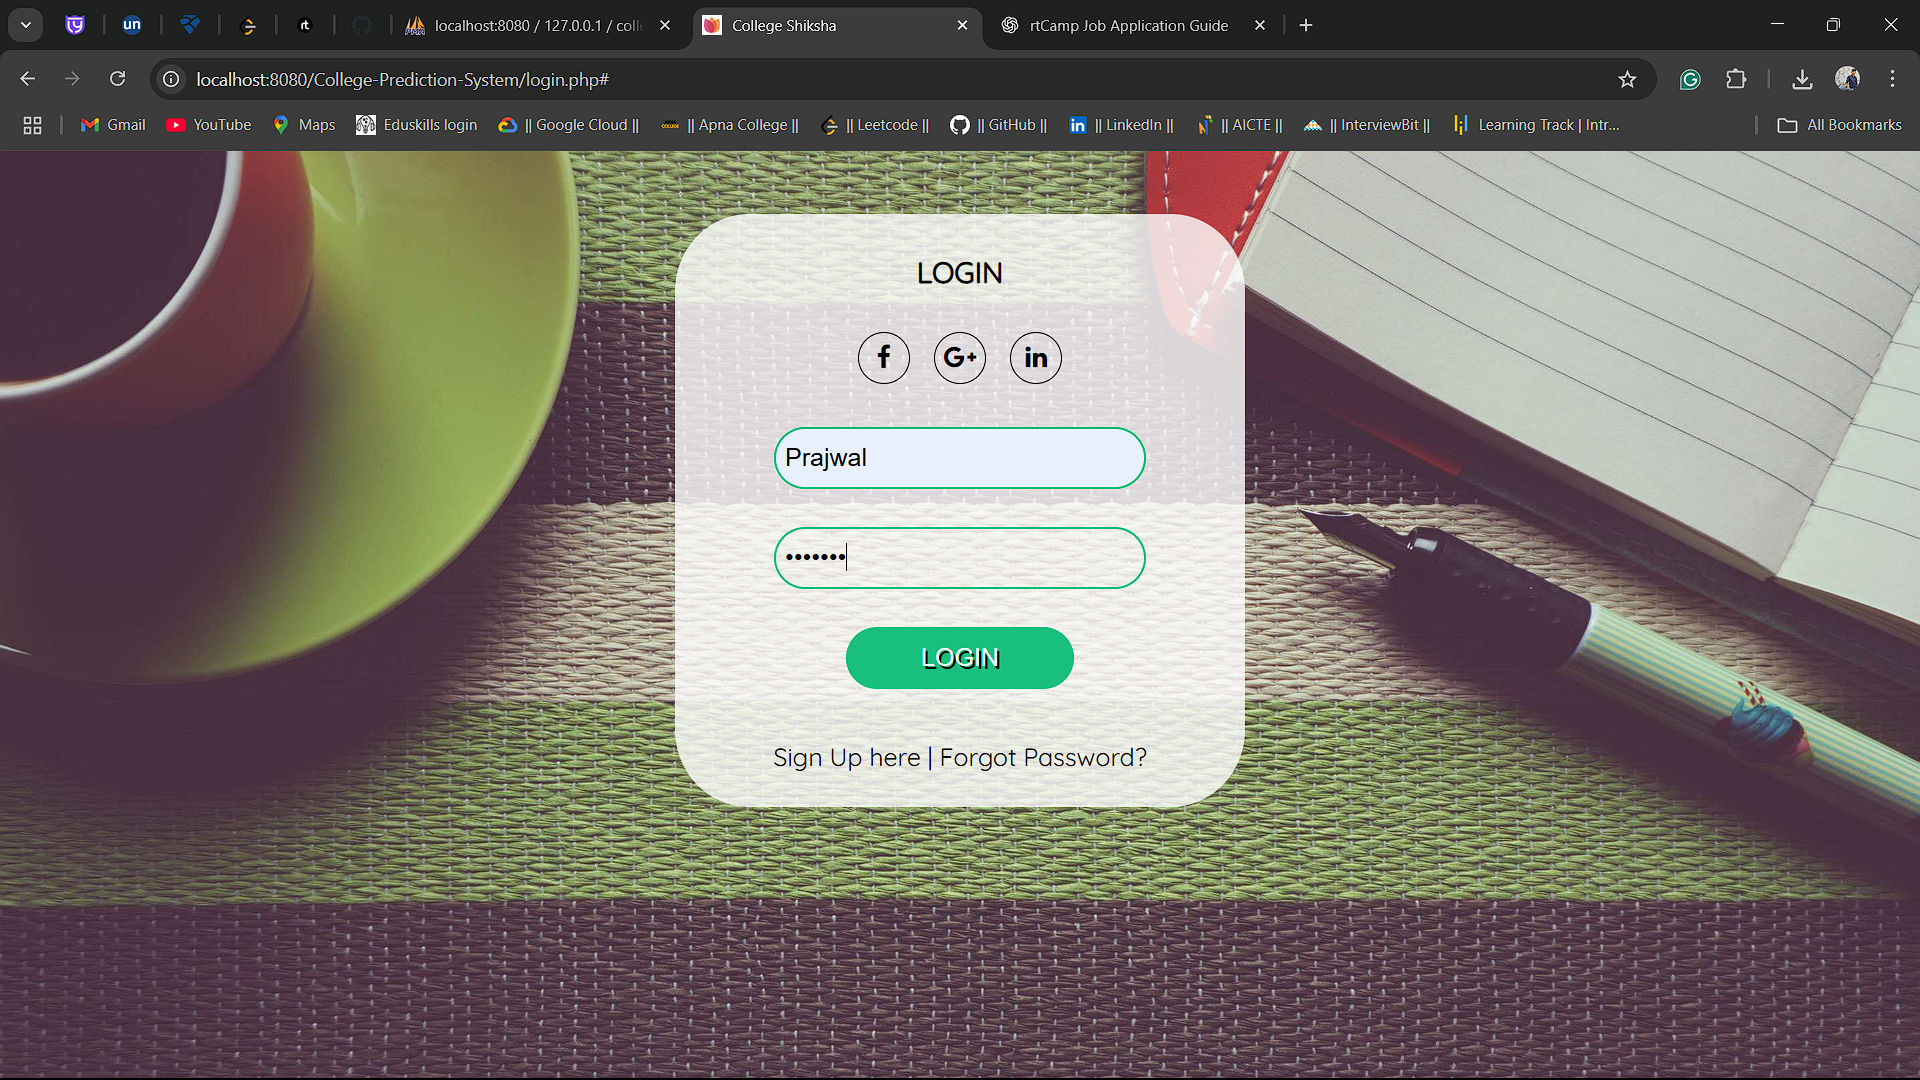 un
rt
localhost:8080 / 127.0.0.1 / coll
College Shiksha
rtCamp Job Application Guide
localhost:8080/College-Prediction-System/login.php#
Gmail
YouTube
Maps
Eduskills login
|| Google Cloud ||
|| Apna College ||
|| Leetcode ||
|| GitHub ||
|| LinkedIn ||
|| AICTE ||
|| InterviewBit ||
Learning Track | Intr...
All Bookmarks
LOGIN
f
G+
in
Prajwal
•••••••
LOGIN
Sign Up here | Forgot Password?